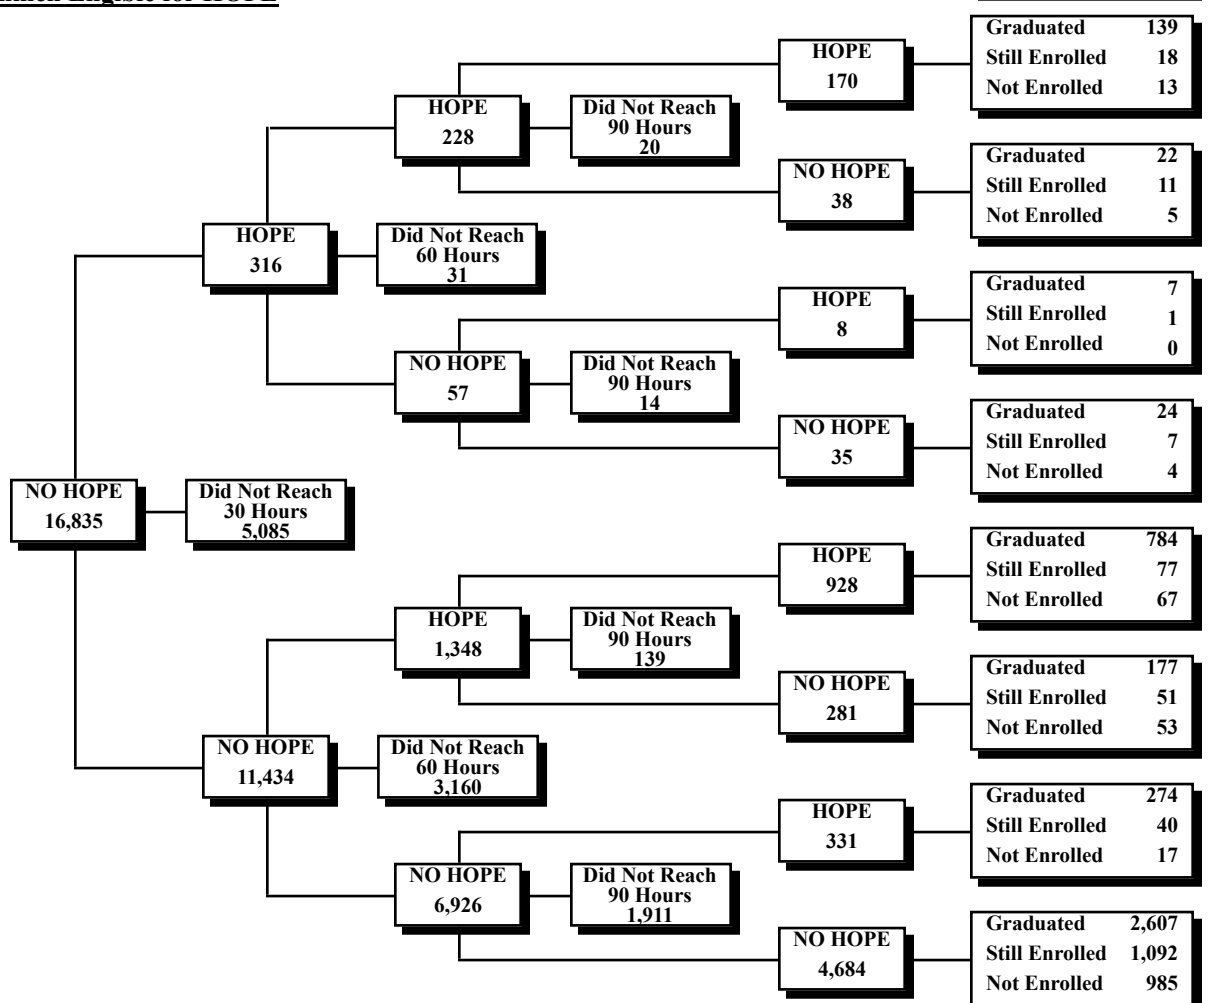 Eligible for HOPE
Graduated 139
Still Enrolled 18
Not Enrolled 13
HOPE
170
HOPE
228
Did Not Reach
90 Hours
20
NO HOPE
38
Graduated 22
Still Enrolled 11
Not Enrolled 5
HOPE
316
Did Not Reach
60 Hours
31
HOPE
8
Graduated 7
Still Enrolled 1
Not Enrolled 0
NO HOPE
57
Did Not Reach
90 Hours
14
NO HOPE
35
Graduated 24
Still Enrolled 7
Not Enrolled 4
NO HOPE
16,835
Did Not Reach
30 Hours
5,085
HOPE
928
Graduated 784
Still Enrolled 77
Not Enrolled 67
HOPE
1,348
Did Not Reach
90 Hours
139
NO HOPE
281
Graduated 177
Still Enrolled 51
Not Enrolled 53
NO HOPE
11,434
Did Not Reach
60 Hours
3,160
HOPE
331
Graduated 274
Still Enrolled 40
Not Enrolled 17
NO HOPE
6,926
Did Not Reach
90 Hours
1,911
NO HOPE
4,684
Graduated 2,607
Still Enrolled 1,092
Not Enrolled 985